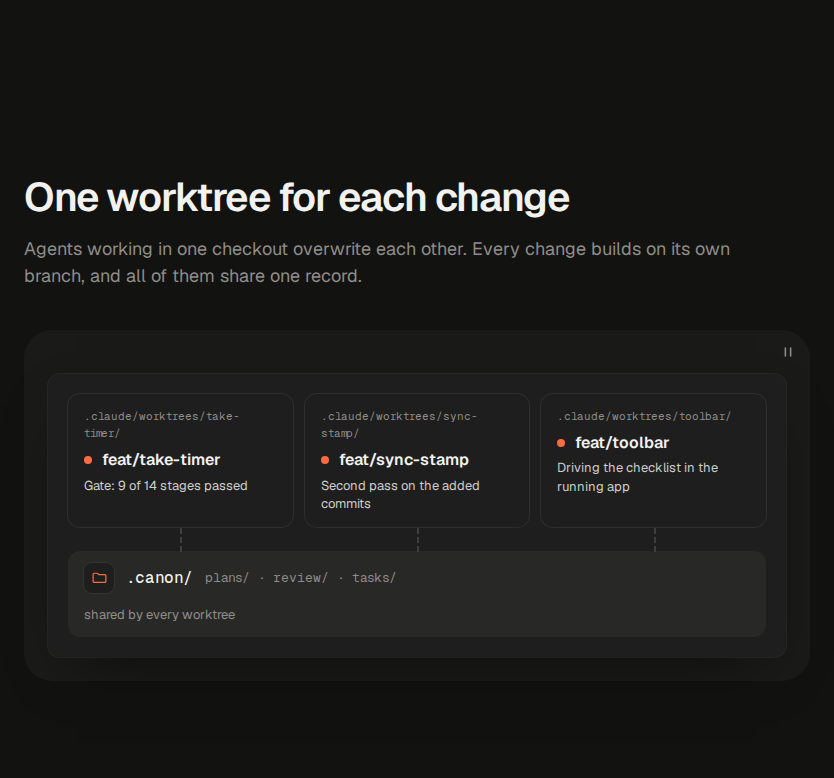 One worktree for each change
Agents working in one checkout overwrite each other. Every change builds on its own
branch, and all of them share one record.
.claude/worktrees/take-
timer/
feat/take-timer
Gate: 9 of 14 stages passed
.claude/worktrees/sync-
stamp/
feat/sync-stamp
Second pass on the added
commits
.claude/worktrees/toolbar/
feat/toolbar
Driving the checklist in the
running app
.canon/ plans/ · review/ · tasks/
shared by every worktree